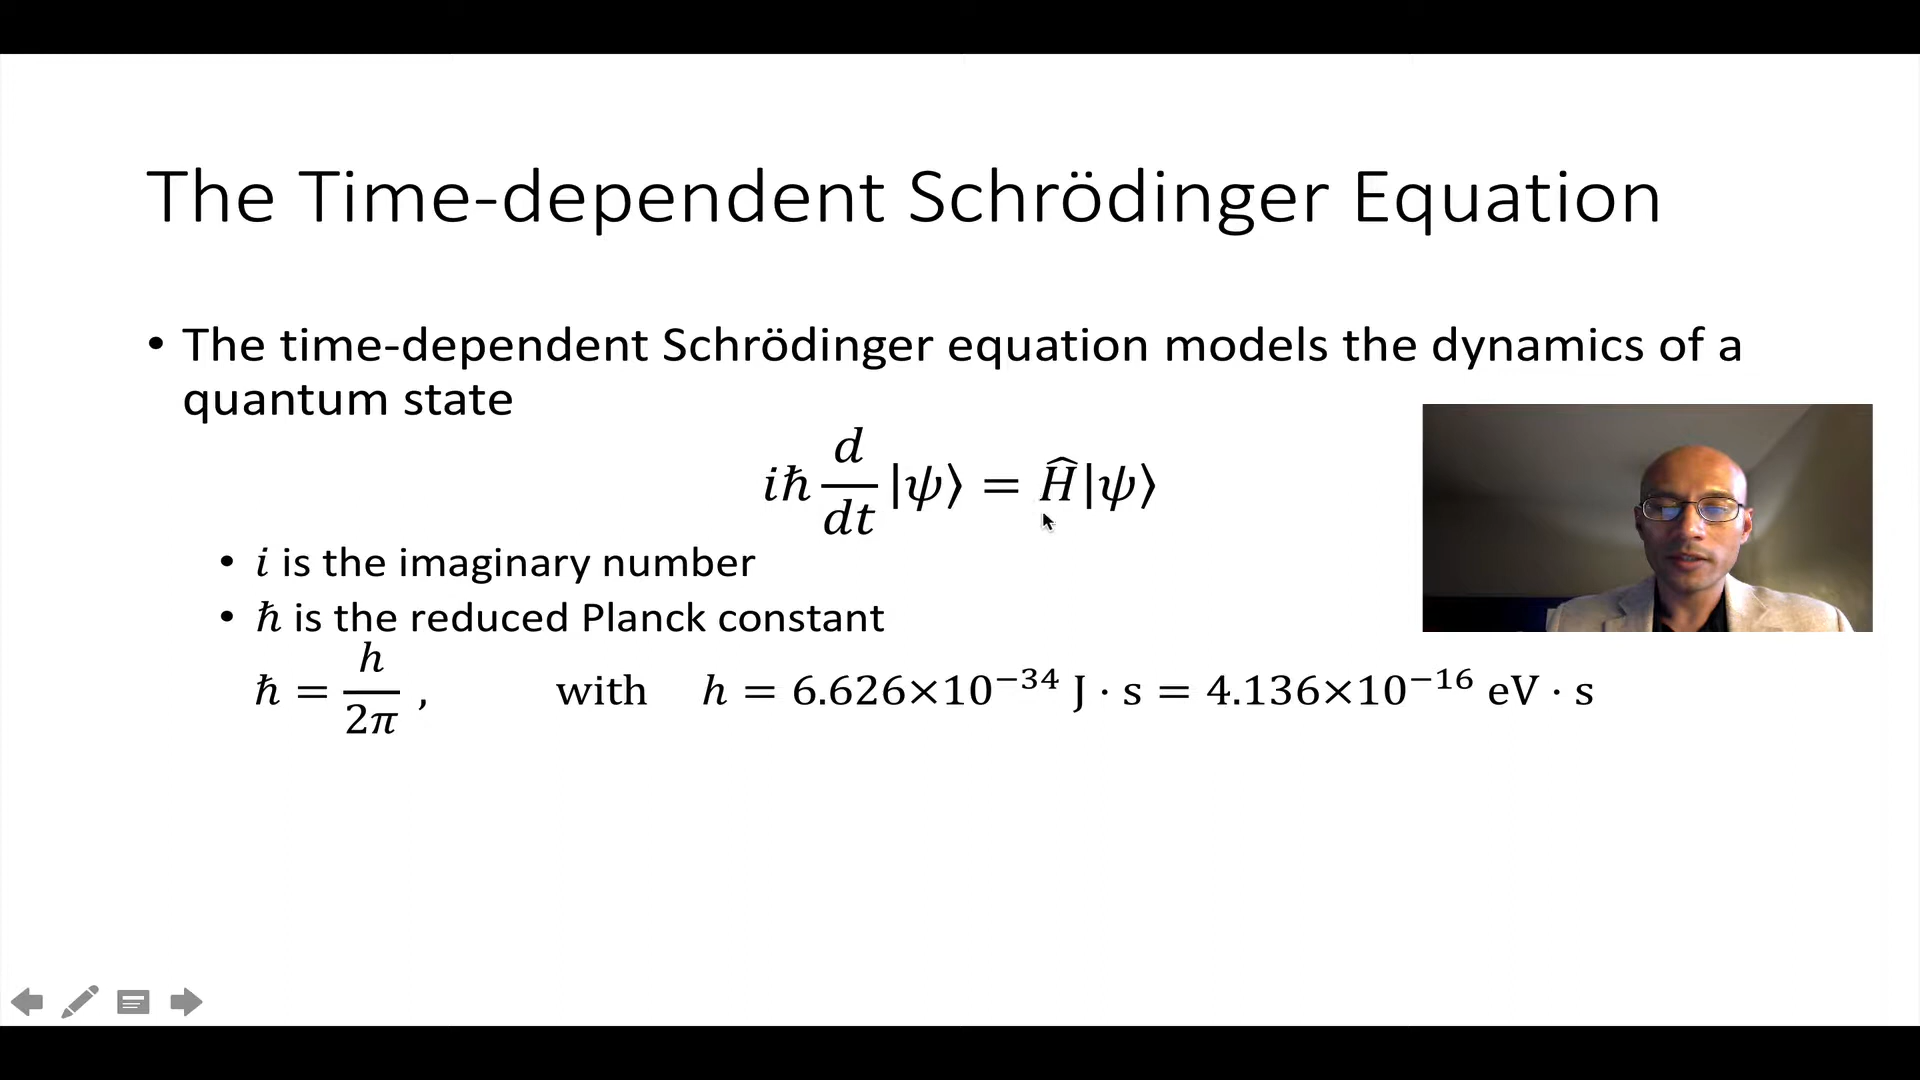 The Time-dependent Schrödinger Equation
• The time-dependent Schrödinger equation models the dynamics of a
quantum state
iℏ d/dt |ψ⟩ = Ĥ|ψ⟩
• i is the imaginary number
• ℏ is the reduced Planck constant
ℏ = h/2π , with h = 6.626×10⁻³⁴ J · s = 4.136×10⁻¹⁶ eV · s